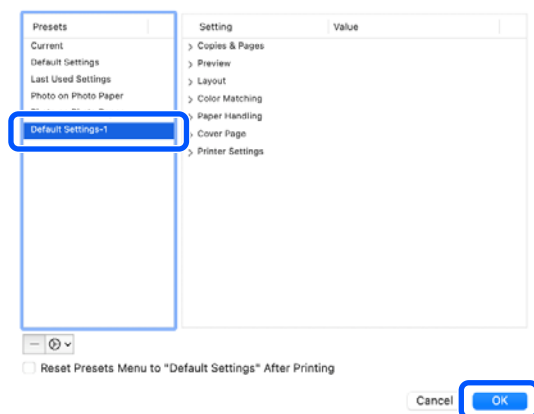 Presets Setting Value
Current
Default Settings
Last Used Settings
Photo on Photo Paper
Default Settings-1
Copies & Pages
Preview
Layout
Color Matching
Paper Handling
Cover Page
Printer Settings
Reset Presets Menu to "Default Settings" After Printing
Cancel OK